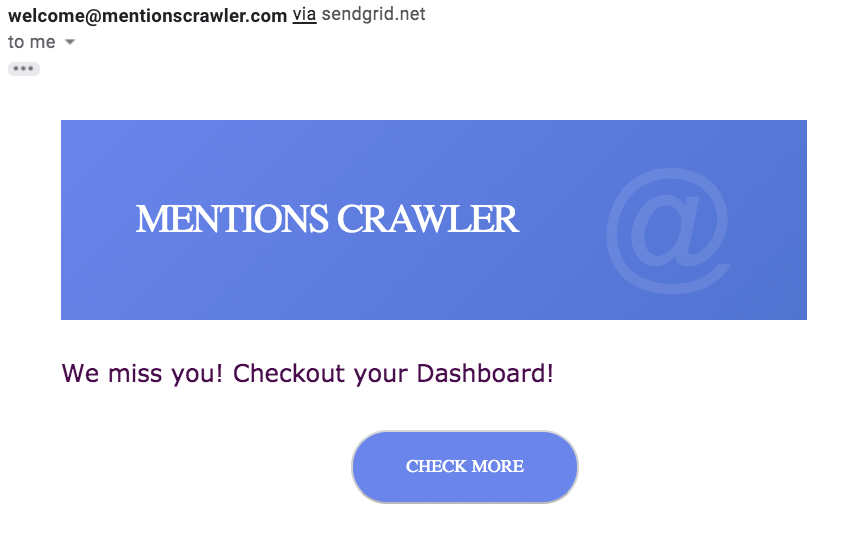 welcome@mentionscrawler.com via sendgrid.net
to me
MENTIONS CRAWLER
@
We miss you! Checkout your Dashboard!
CHECK MORE